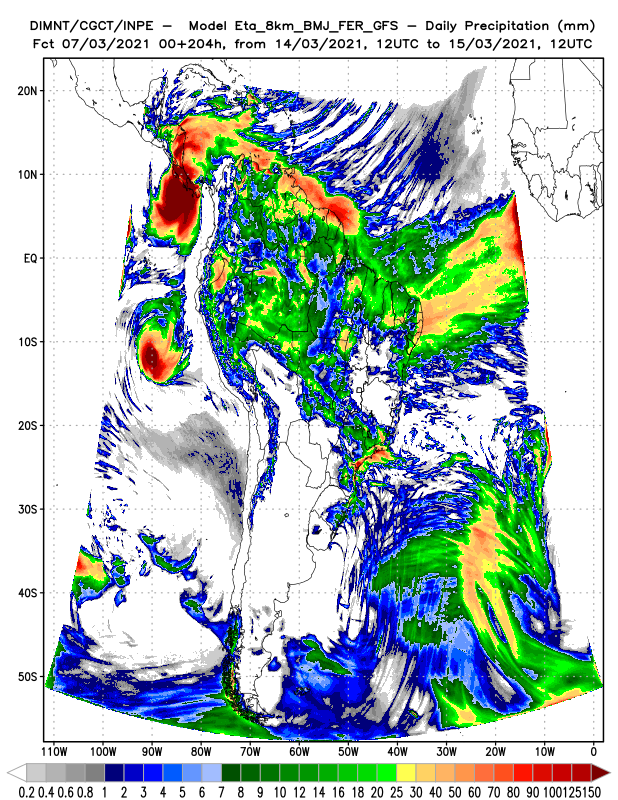 DIMNT/CGCT/INPE – Model Eta_8km_BMJ_FER_GFS – Daily Precipitation (mm)
Fct 07/03/2021 00+204h, from 14/03/2021, 12UTC to 15/03/2021, 12UTC
20N
10N
EQ
10S
20S
30S
40S
50S
110W 100W 90W 80W 70W 60W 50W 40W 30W 20W 10W 0
0.2 0.4 0.6 0.8 1 2 3 4 5 6 7 8 9 10 12 14 16 18 20 25 30 40 50 60 70 80 90 100 125 150